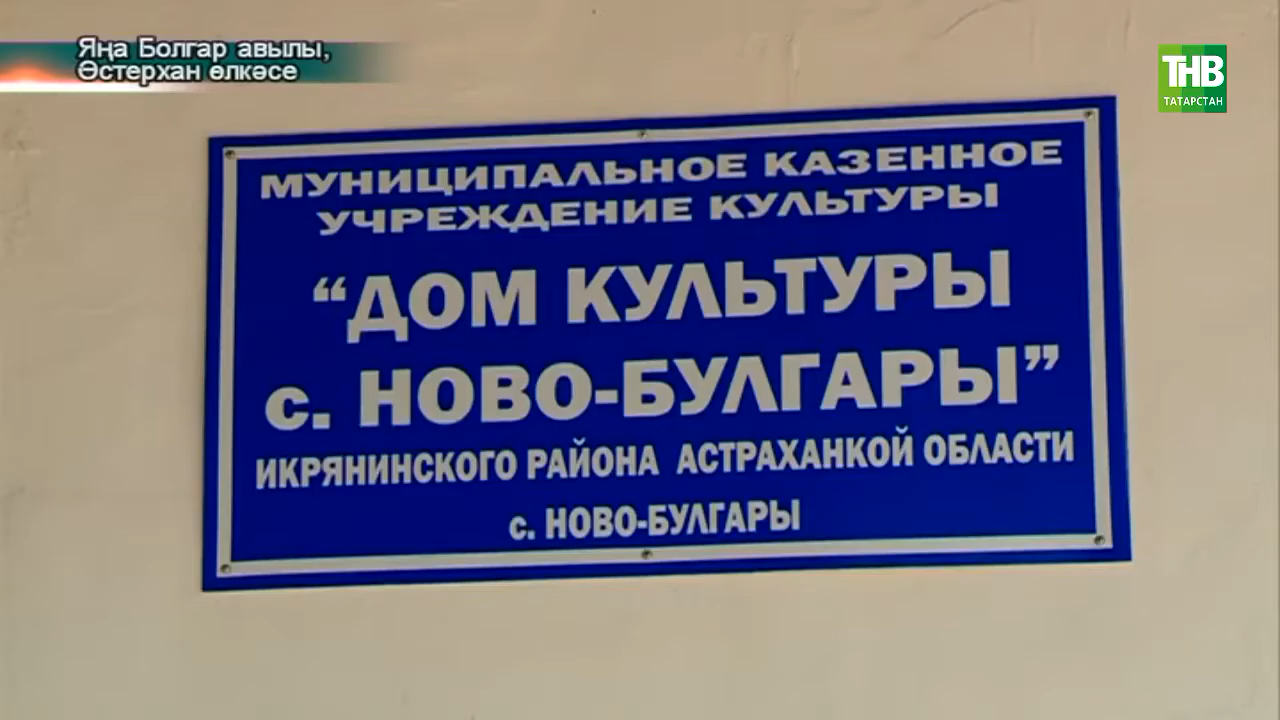 Яңа Болгар авылы,
Өстерхан өлкәсе
ТНВ
ТАТАРСТАН
МУНИЦИПАЛЬНОЕ КАЗЕННОЕ
УЧРЕЖДЕНИЕ КУЛЬТУРЫ
“ДОМ КУЛЬТУРЫ
с. НОВО-БУЛГАРЫ”
ИКРЯНИНСКОГО РАЙОНА АСТРАХАНКОЙ ОБЛАСТИ
с. НОВО-БУЛГАРЫ